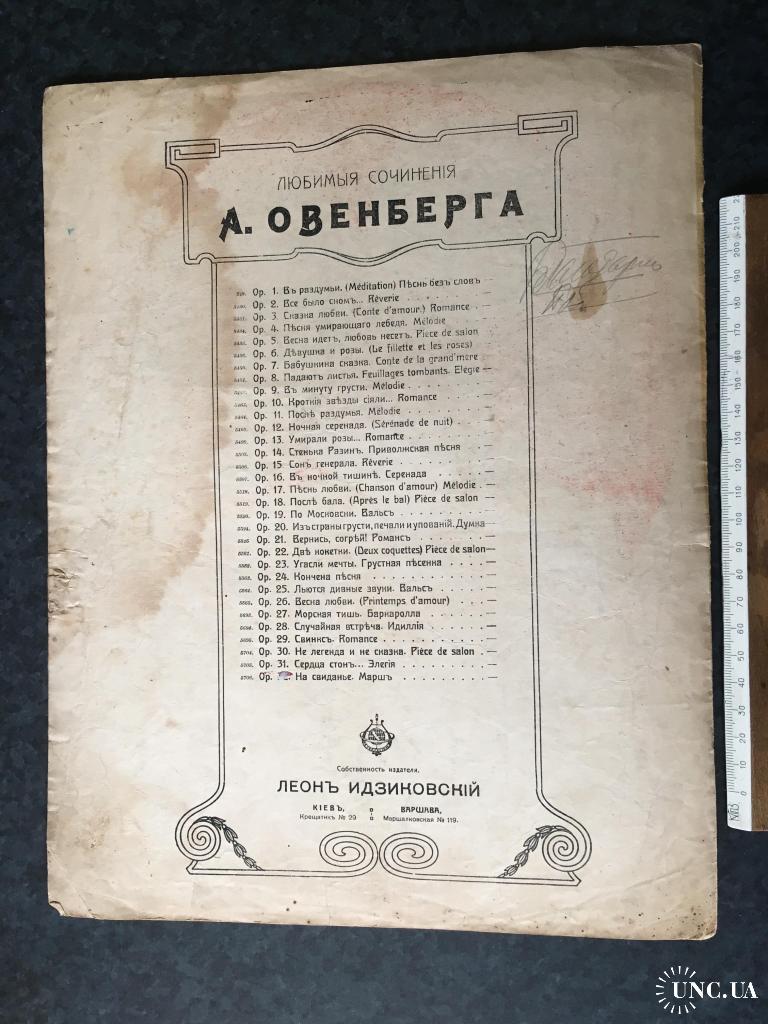 ЛЮБИМЫЯ СОЧИНЕНІЯ
А. ОВЕНБЕРГА
Op. 1. Въ раздумьи. (Méditation) Пѣснь безъ словъ
Op. 2. Все было сномъ... Rêverie
Op. 3. Сказка любви. (Conte d'amour.) Romance
Op. 4. Пѣсня умирающаго лебедя. Mélodie
Op. 5. Весна идетъ, любовь несетъ. Pièce de salon
Op. 6. Дѣвушка и розы. (Le fillette et les roses)
Op. 7. Бабушкина сказка. Conte de la grand'mère
Op. 8. Падаютъ листья. Feuillages tombants. Elégie
Op. 9. Въ минуту грусти. Mélodie
Op. 10. Кроткія звѣзды сіяли... Romance
Op. 11. Послѣ раздумья. Mélodie
Op. 12. Ночная серенада. (Sérénade de nuit)
Op. 13. Умирали розы... Romance
Op. 14. Стенька Разинъ. Приволжская пѣсня
Op. 15. Сонъ генерала. Rêverie
Op. 16. Въ ночной тишинѣ. Серенада
Op. 17. Пѣснь любви. (Chanson d'amour) Mélodie
Op. 18. Послѣ бала. (Après le bal) Pièce de salon
Op. 19. По Московски. Вальсъ
Op. 20. Изъ страны грусти, печали и упованій. Думка
Op. 21. Вернись, согрѣй! Романсъ
Op. 22. Двѣ кокетки. (Deux coquettes) Pièce de salon
Op. 23. Угасли мечты. Грустная пѣсенка
Op. 24. Кончена пѣсня
Op. 25. Льются дивные звуки. Вальсъ
Op. 26. Весна любви. (Printemps d'amour)
Op. 27. Морская тишь. Баркаролла
Op. 28. Случайная встрѣча. Идиллія
Op. 29. Свинксъ. Romance
Op. 30. Не легенда и не сказка. Pièce de salon
Op. 31. Сердца стонъ... Элегія
Op. На свиданье. Маршъ
Собственность издателя.
ЛЕОНЪ ИДЗИКОВСКІЙ
КІЕВЪ, ВАРШАВА,
Крещатикъ № 29 Маршалковская № 119.
UNC.UA